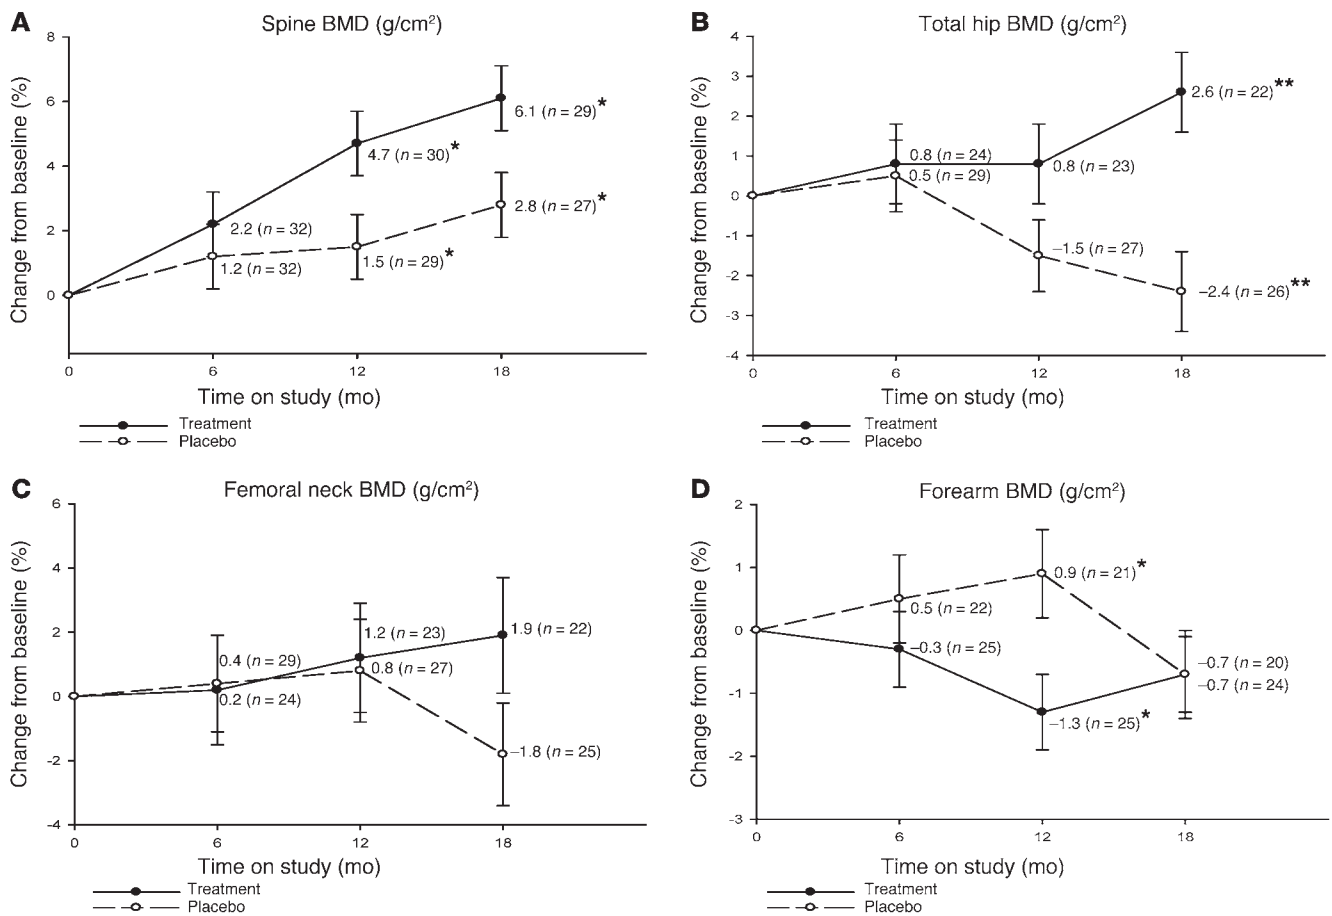 A
Spine BMD (g/cm²)
Change from baseline (%)
8
6
4
2
0
6.1 (n = 29)*
4.7 (n = 30)*
2.8 (n = 27)*
2.2 (n = 32)
1.2 (n = 32)
1.5 (n = 29)*
0
6
12
18
Time on study (mo)
Treatment
Placebo
B
Total hip BMD (g/cm²)
Change from baseline (%)
4
3
2
1
0
-1
-2
-3
-4
2.6 (n = 22)**
0.8 (n = 24)
0.8 (n = 23)
0.5 (n = 29)
−1.5 (n = 27)
−2.4 (n = 26)**
0
6
12
18
Time on study (mo)
Treatment
Placebo
C
Femoral neck BMD (g/cm²)
Change from baseline (%)
6
4
2
0
-2
-4
1.2 (n = 23)
1.9 (n = 22)
0.4 (n = 29)
0.8 (n = 27)
0.2 (n = 24)
−1.8 (n = 25)
0
6
12
18
Time on study (mo)
Treatment
Placebo
D
Forearm BMD (g/cm²)
Change from baseline (%)
2
1
0
-1
-2
-3
0.9 (n = 21)*
0.5 (n = 22)
−0.3 (n = 25)
−0.7 (n = 20)
−0.7 (n = 24)
−1.3 (n = 25)*
0
6
12
18
Time on study (mo)
Treatment
Placebo